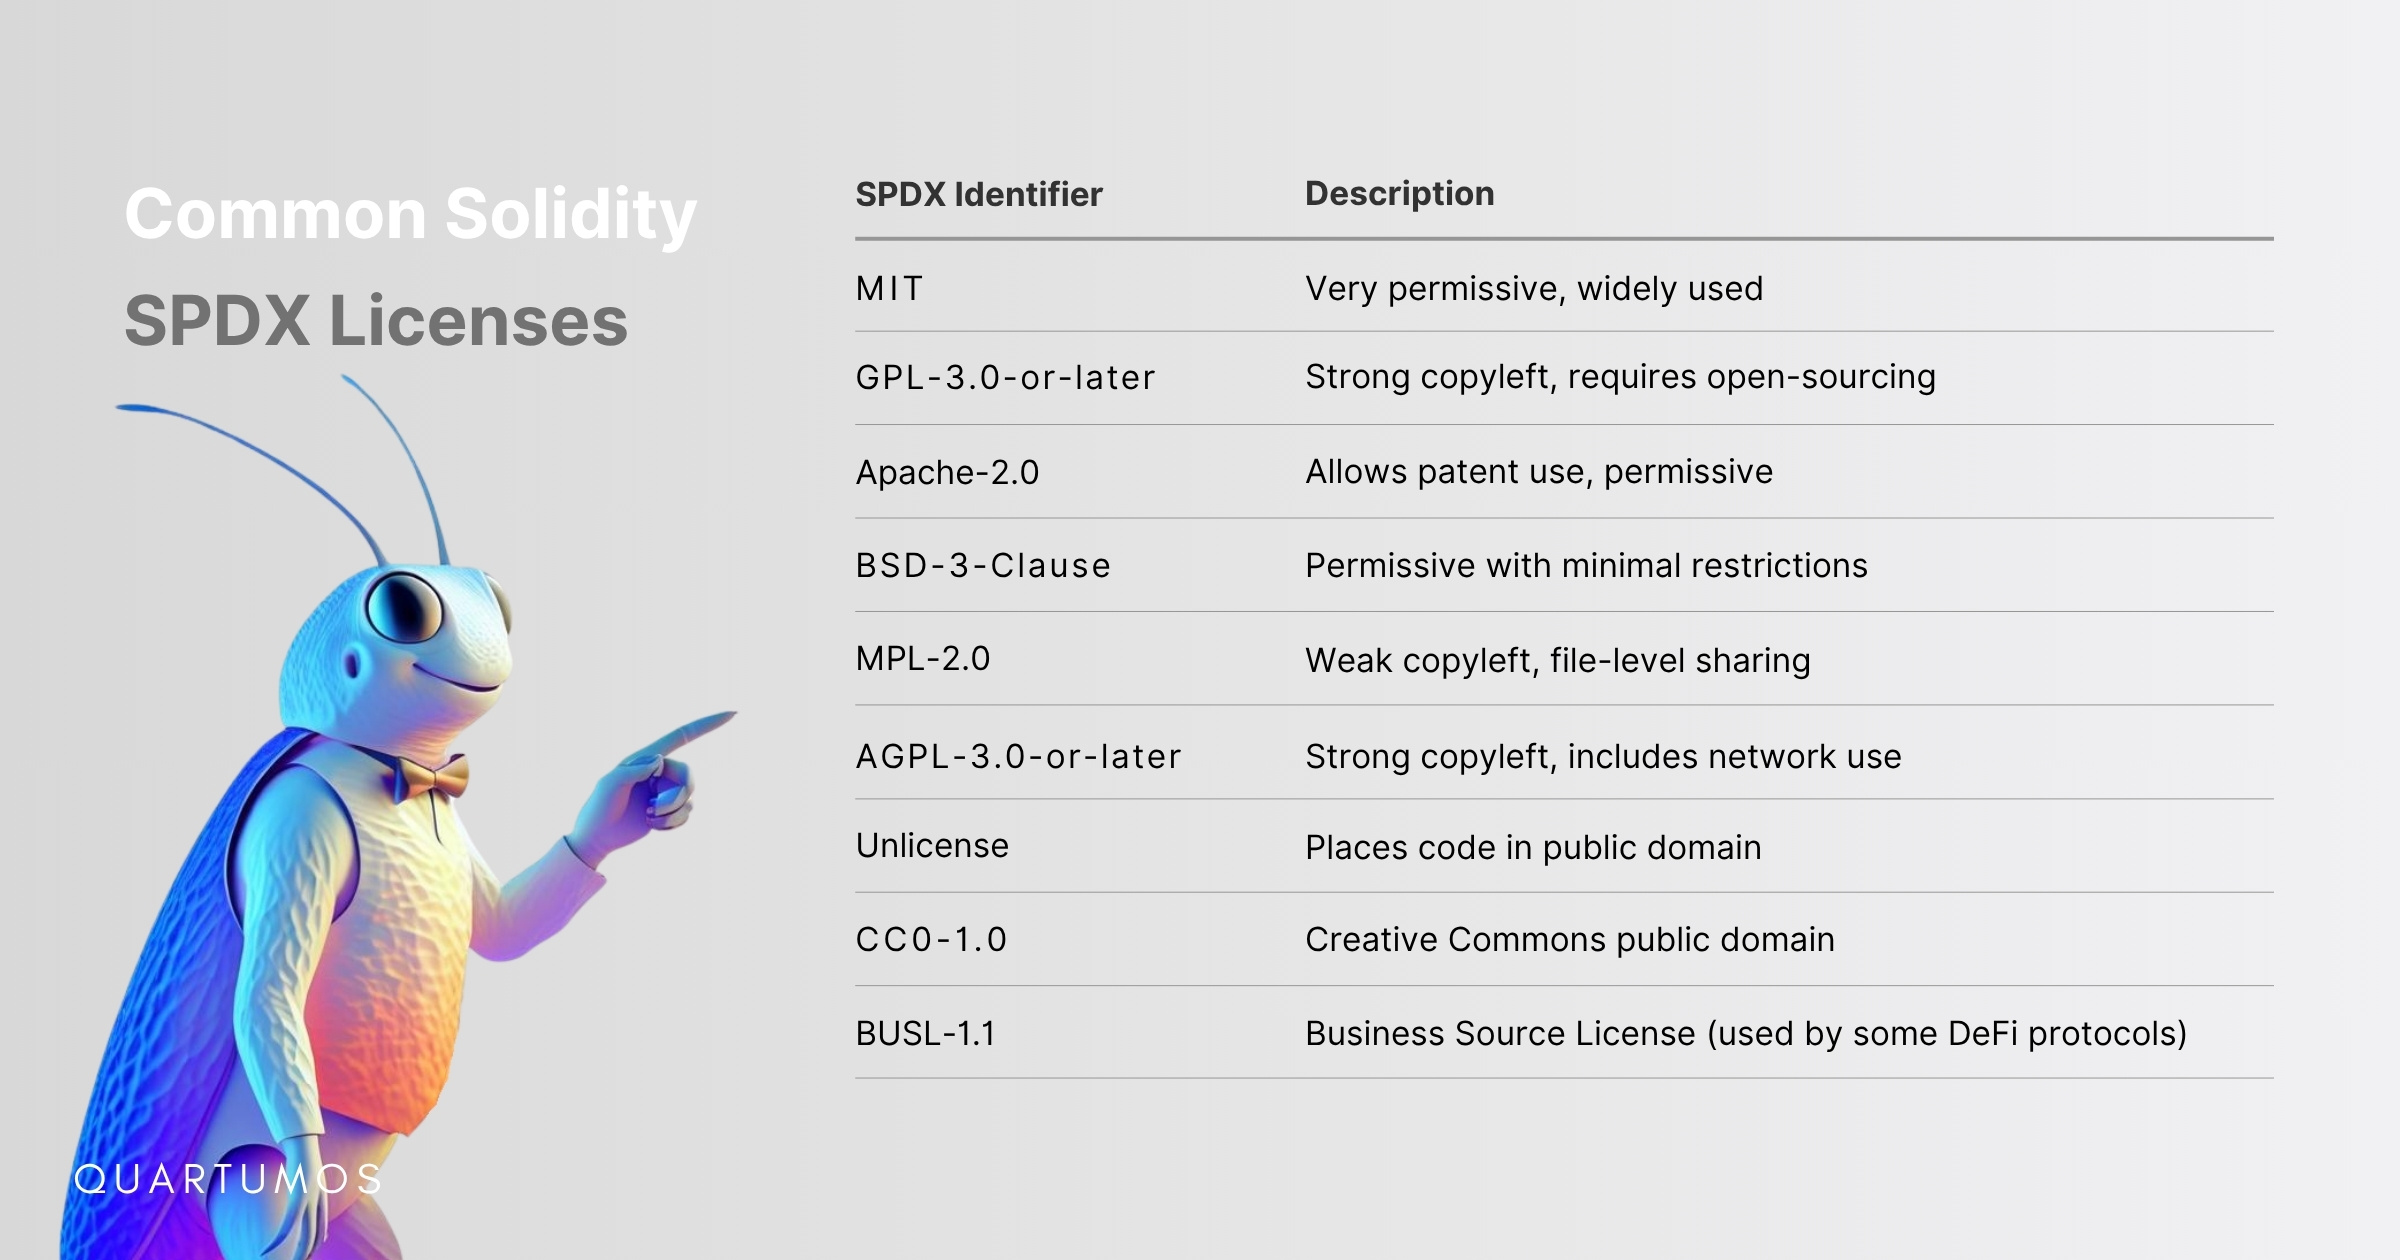 Common Solidity
SPDX Licenses
SPDX Identifier Description
MIT Very permissive, widely used
GPL-3.0-or-later Strong copyleft, requires open-sourcing
Apache-2.0 Allows patent use, permissive
BSD-3-Clause Permissive with minimal restrictions
MPL-2.0 Weak copyleft, file-level sharing
AGPL-3.0-or-later Strong copyleft, includes network use
Unlicense Places code in public domain
CC0-1.0 Creative Commons public domain
BUSL-1.1 Business Source License (used by some DeFi protocols)
QUARTUMOS